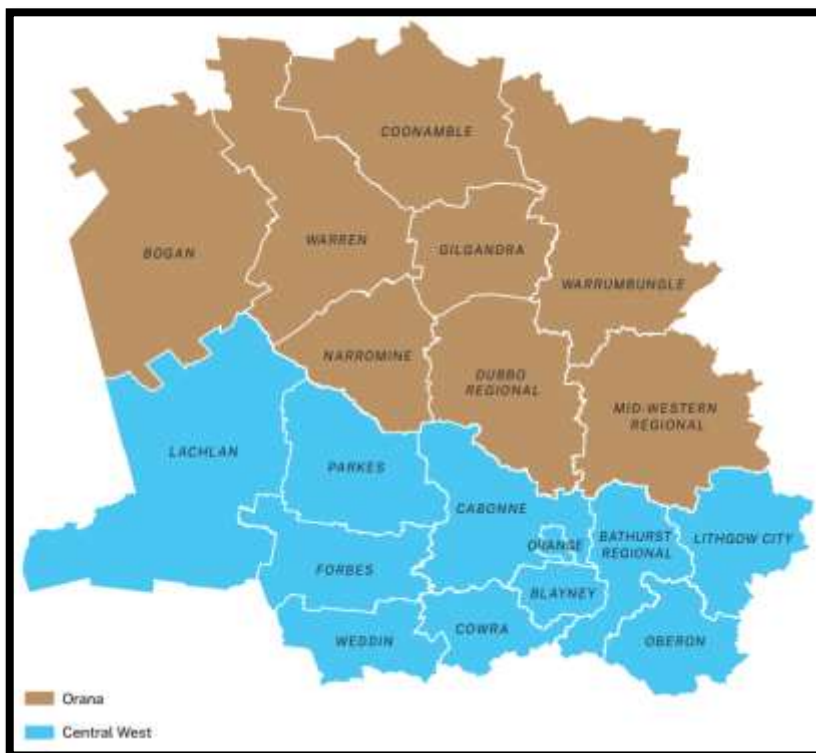 COONAMBLE
WARREN
GILGANDRA
BOGAN
WARRUMBUNGLE
NARROMINE
DUBBO
REGIONAL
MID-WESTERN
REGIONAL
LACHLAN
PARKES
CABONNE
ORANGE
BATHURST
REGIONAL
LITHGOW CITY
FORBES
BLAYNEY
WEDDIN
COWRA
OBERON
Orana
Central West